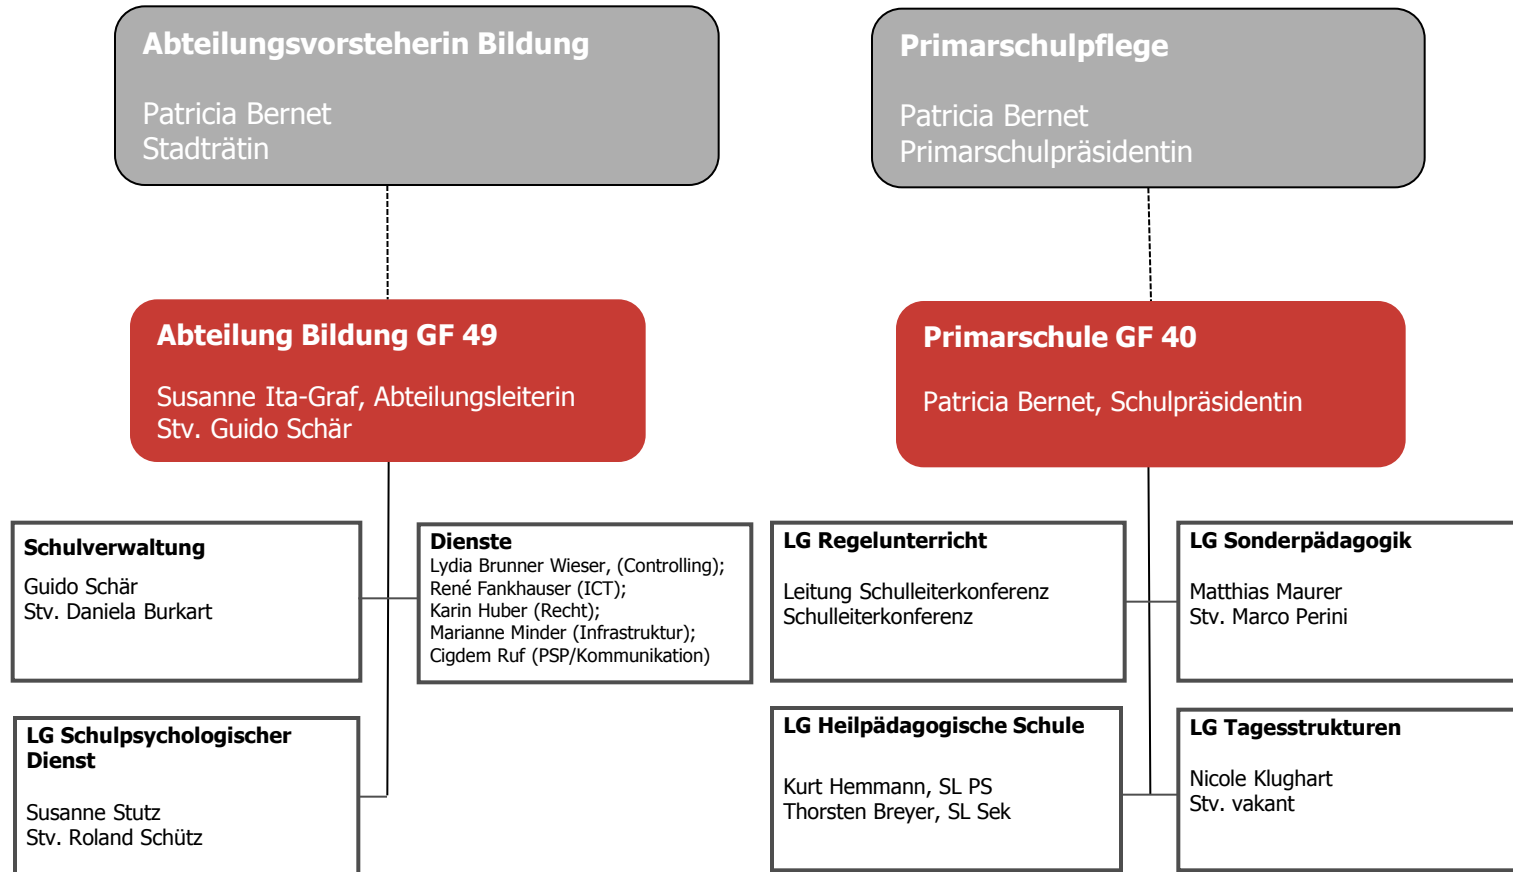 Abteilungsvorsteherin Bildung
Patricia Bernet
Stadträtin
Primarschulpflege
Patricia Bernet
Primarschulpräsidentin
Abteilung Bildung GF 49
Susanne Ita-Graf, Abteilungsleiterin
Stv. Guido Schär
Primarschule GF 40
Patricia Bernet, Schulpräsidentin
Schulverwaltung
Guido Schär
Stv. Daniela Burkart
Dienste
Lydia Brunner Wieser, (Controlling);
René Fankhauser (ICT);
Karin Huber (Recht);
Marianne Minder (Infrastruktur);
Cigdem Ruf (PSP/Kommunikation)
LG Regelunterricht
Leitung Schulleiterkonferenz
Schulleiterkonferenz
LG Sonderpädagogik
Matthias Maurer
Stv. Marco Perini
LG Schulpsychologischer
Dienst
Susanne Stutz
Stv. Roland Schütz
LG Heilpädagogische Schule
Kurt Hemmann, SL PS
Thorsten Breyer, SL Sek
LG Tagesstrukturen
Nicole Klughart
Stv. vakant